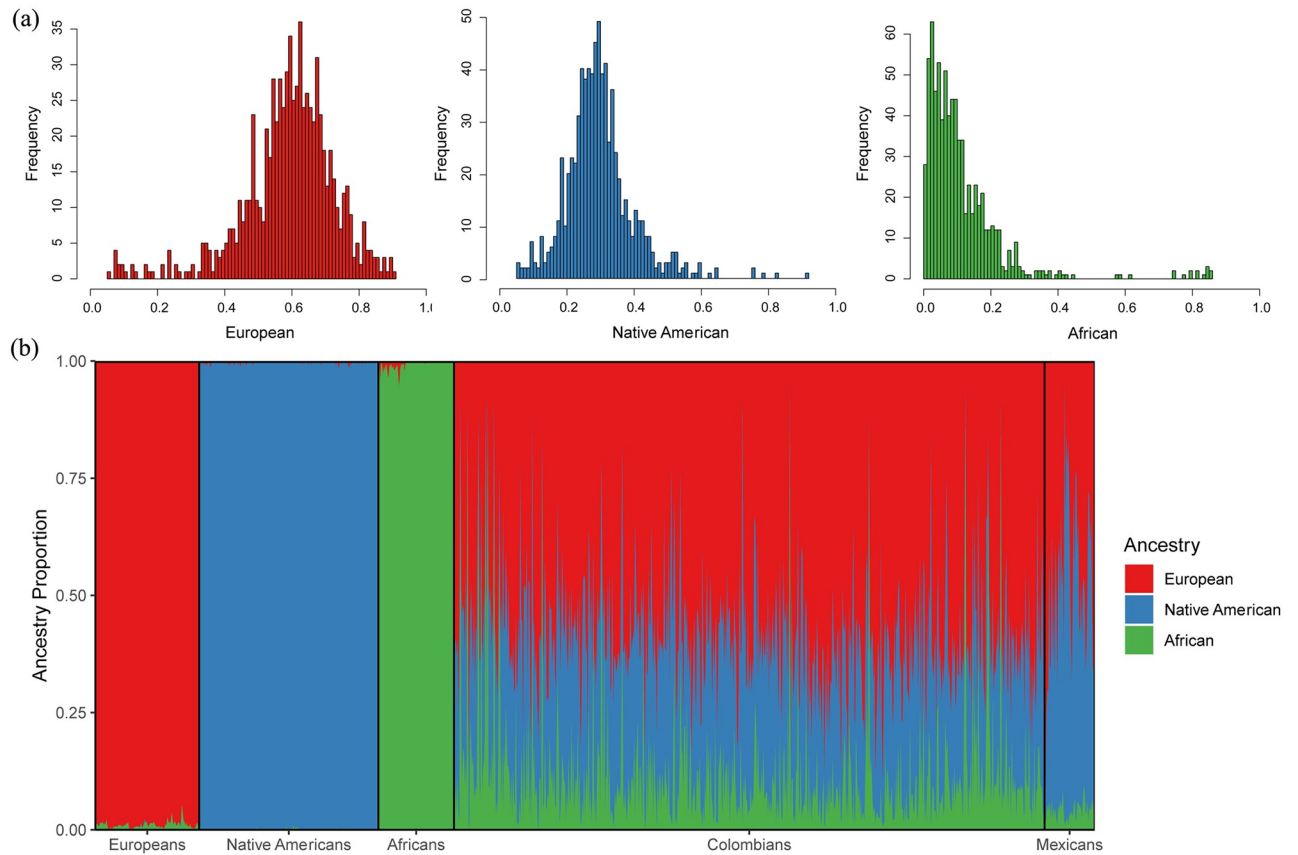 (a)
35
30
25
20
15
10
5
0
Frequency
0.0 0.2 0.4 0.6 0.8 1.0
European
50
40
30
20
10
0
Frequency
0.0 0.2 0.4 0.6 0.8 1.0
Native American
60
50
40
30
20
10
0
Frequency
0.0 0.2 0.4 0.6 0.8 1.0
African
(b)
1.00
0.75
0.50
0.25
0.00
Ancestry Proportion
Europeans Native Americans Africans Colombians Mexicans
Ancestry
European
Native American
African